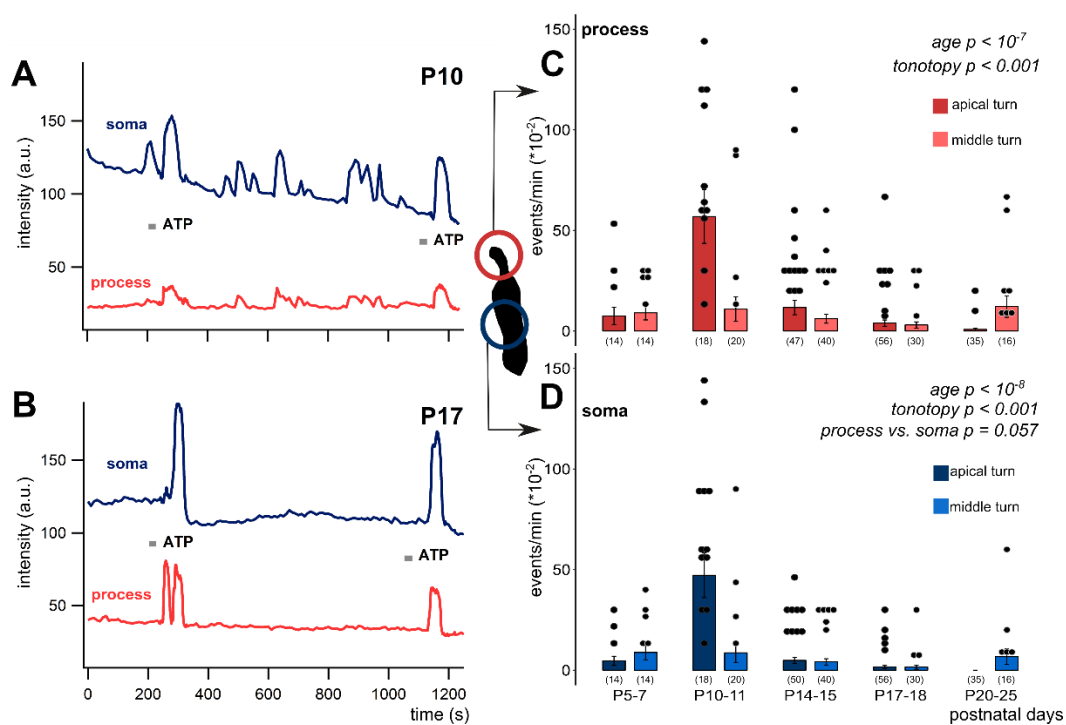 A
P10
intensity (a.u.)
150
100
50
soma
ATP
ATP
process
B
P17
intensity (a.u.)
150
100
50
soma
ATP
ATP
process
0
200
400
600
800
1000
1200
time (s)
C
process
age p < 10-7
tonotopy p < 0.001
apical turn
middle turn
events/min (*10-2)
150
100
50
0
(14)
(14)
(18)
(20)
(47)
(40)
(56)
(30)
(35)
(16)
D
soma
age p < 10-8
tonotopy p < 0.001
process vs. soma p = 0.057
apical turn
middle turn
events/min (*10-2)
150
100
50
0
(14)
(14)
(18)
(20)
(50)
(40)
(56)
(30)
(35)
(16)
P5-7
P10-11
P14-15
P17-18
P20-25
postnatal days